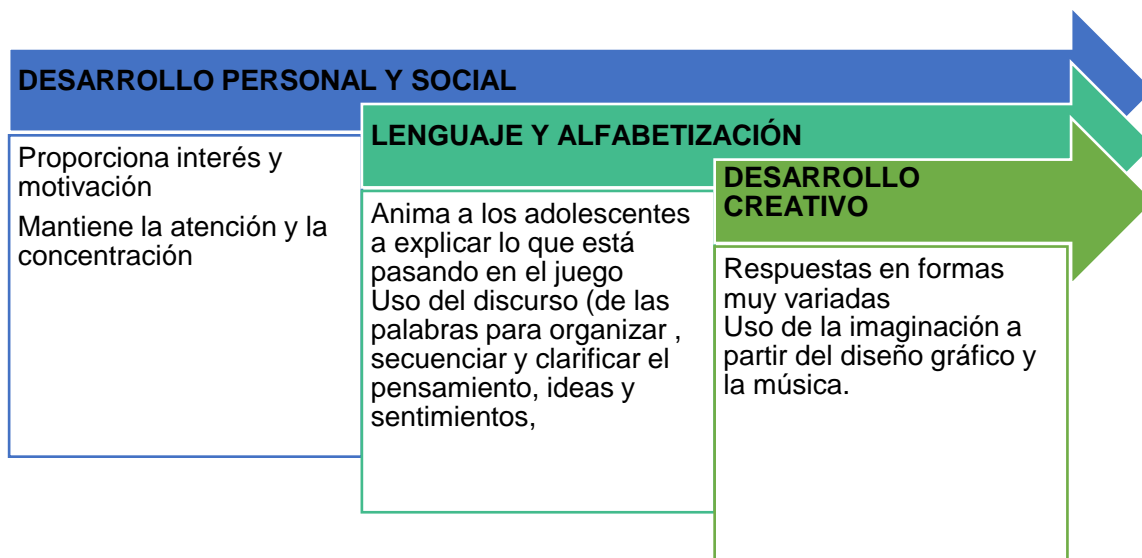 DESARROLLO PERSONAL Y SOCIAL
Proporciona interés y
motivación
Mantiene la atención y la
concentración
LENGUAJE Y ALFABETIZACIÓN
Anima a los adolescentes
a explicar lo que está
pasando en el juego
Uso del discurso (de las
palabras para organizar ,
secuenciar y clarificar el
pensamiento, ideas y
sentimientos,
DESARROLLO
CREATIVO
Respuestas en formas
muy variadas
Uso de la imaginación a
partir del diseño gráfico y
la música.